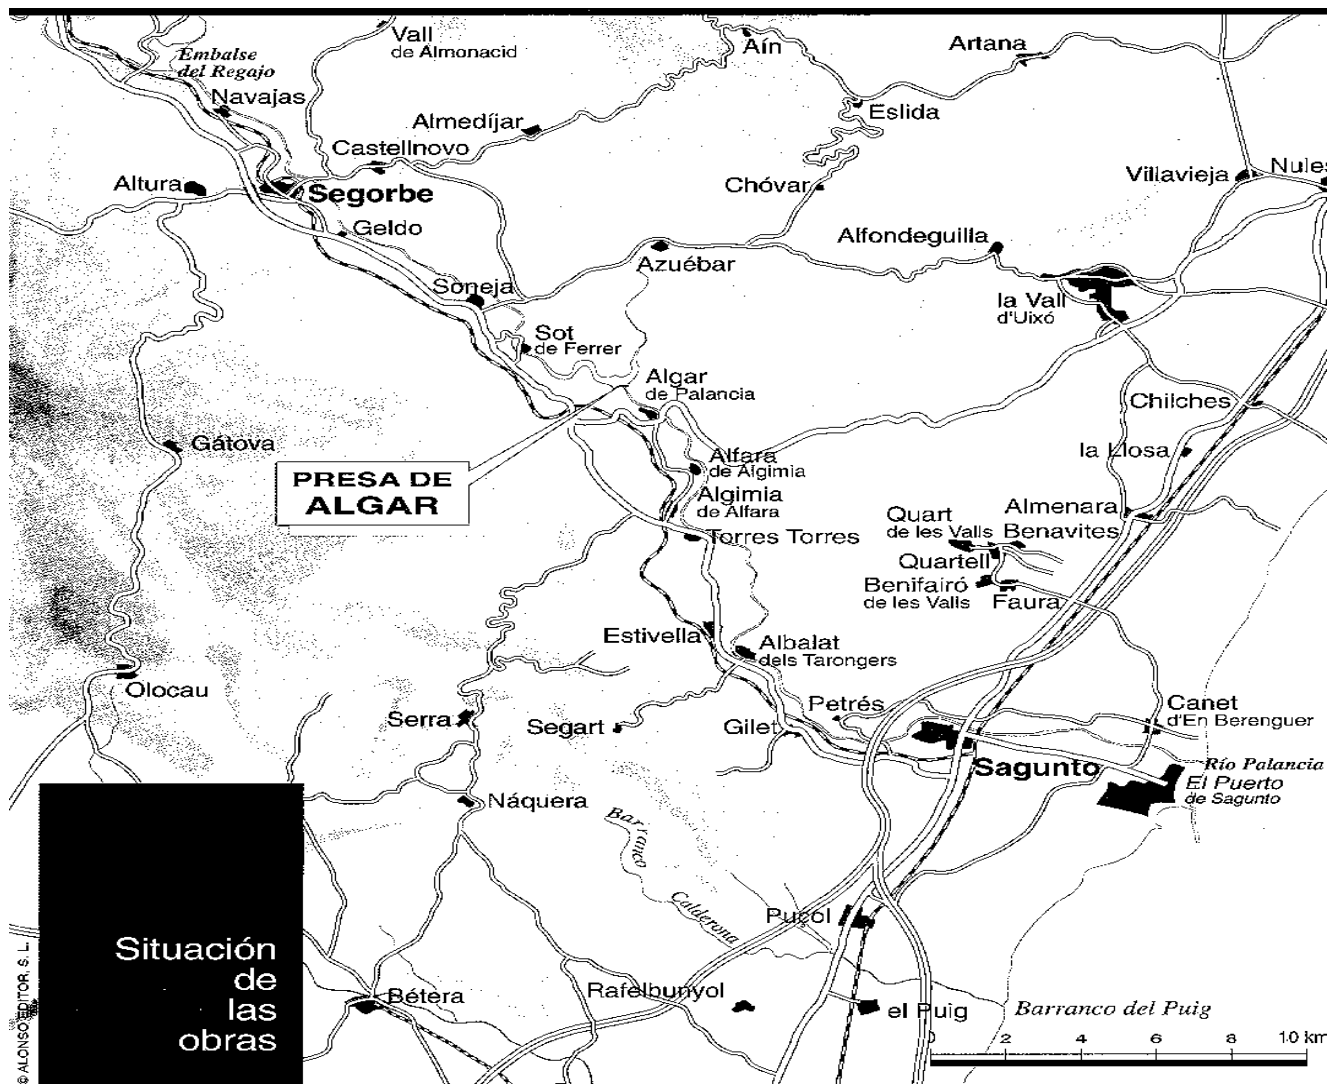 Vall
de Almonacid
Aín
Artana
Embalse
del Regajo
Navajas
Eslida
Almedíjar
Castellnovo
Altura
Segorbe
Chóvar
Villavieja
Nules
Geldo
Alfondeguilla
Azuébar
Soneja
la Vall
d'Uixó
Sot
de Ferrer
Algar
de Palancia
Chilches
Gátova
la Llosa
PRESA DE
ALGAR
Alfara
de Algimia
Algimia
de Alfara
Almenara
Quart
de les Valls
Benavites
Torres Torres
Quartell
Benifairó
de les Valls
Faura
Estivella
Albalat
dels Tarongers
Olocau
Petrés
Canet
d'En Berenguer
Serra
Segart
Gilet
Sagunto
Río Palancia
El Puerto
de Sagunto
Náquera
Barranco
Calderona
Puçol
Situación
de
las
obras
Bétera
Rafelbunyol
el Puig
Barranco del Puig
0 2 4 6 8 10 km
© ALONSO EDITOR, S. L.